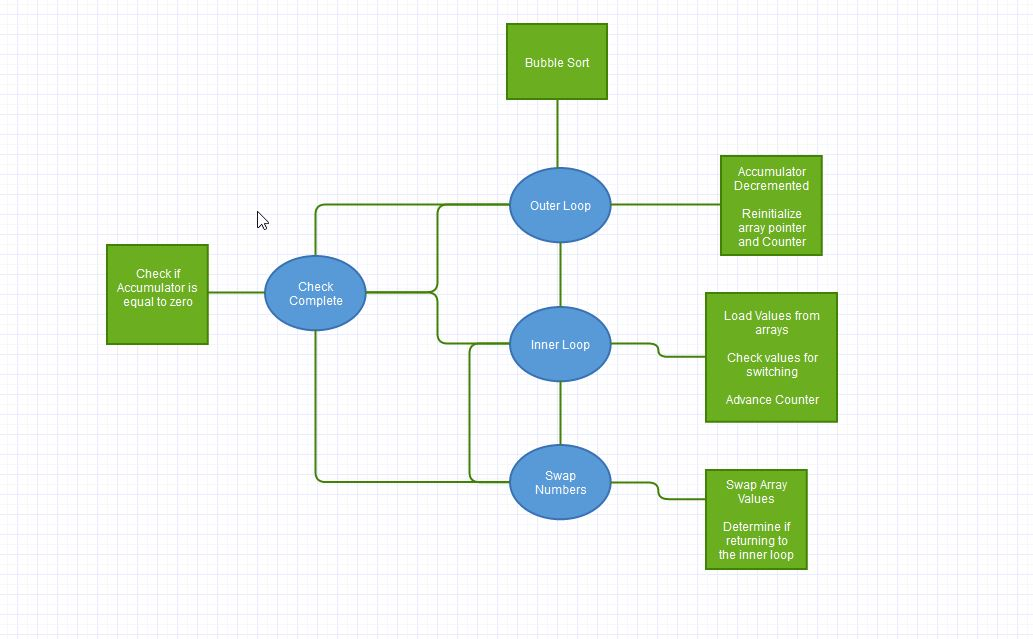 Bubble Sort
Outer Loop
Accumulator
Decremented
Reinitialize
array pointer
and Counter
Check if
Accumulator is
equal to zero
Check
Complete
Inner Loop
Load Values from
arrays
Check values for
switching
Advance Counter
Swap
Numbers
Swap Array
Values
Determine if
returning to
the inner loop